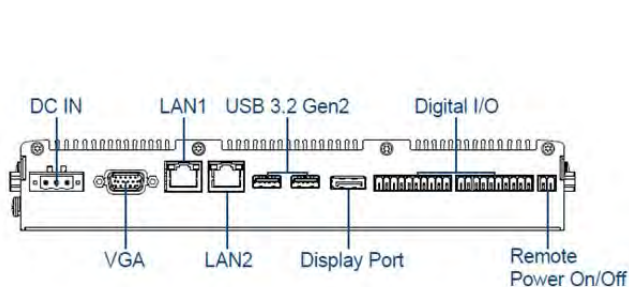 DC IN
LAN1
USB 3.2 Gen2
Digital I/O
VGA
LAN2
Display Port
Remote
Power On/Off